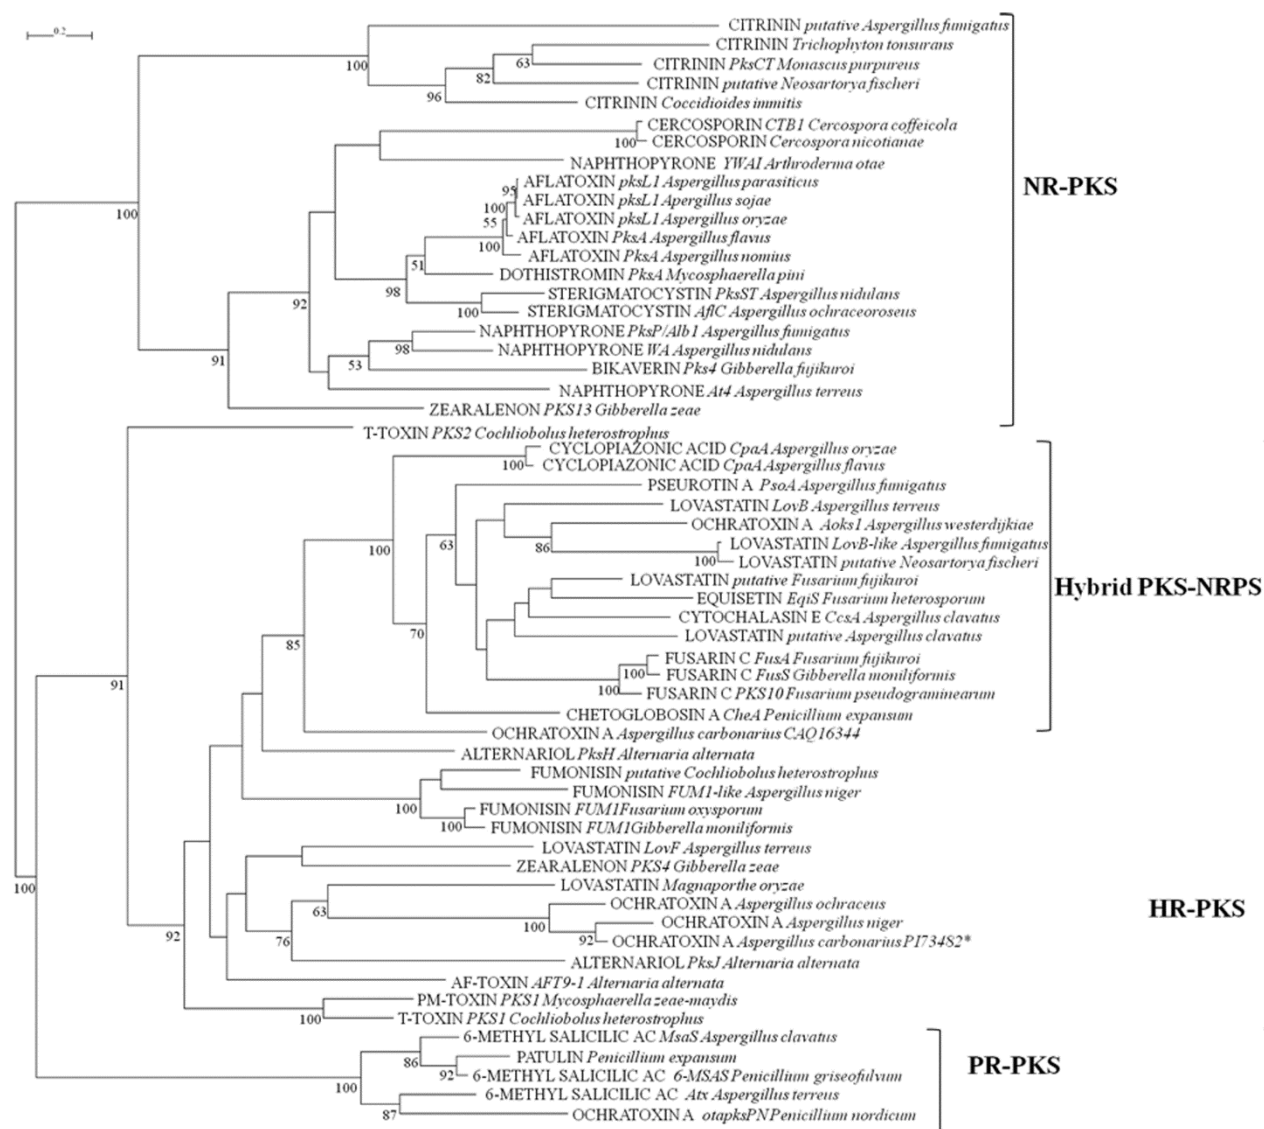 0.2
CITRININ putative Aspergillus fumigatus
CITRININ Trichophyton tonsurans
100
63
CITRININ PksCT Monascus purpureus
82
CITRININ putative Neosartorya fischeri
96
CITRININ Coccidioides immitis
CERCOSPORIN CTB1 Cercospora coffeicola
100
CERCOSPORIN Cercospora nicotianae
NAPHTHOPYRONE YWAI Arthroderma otae
NR-PKS
95
AFLATOXIN pksL1 Aspergillus parasiticus
100
AFLATOXIN pksL1 Apergillus sojae
100
55
AFLATOXIN pksL1 Aspergillus oryzae
AFLATOXIN PksA Aspergillus flavus
100
AFLATOXIN PksA Aspergillus nomius
51
DOTHISTROMIN PksA Mycosphaerella pini
98
STERIGMATOCYSTIN PksST Aspergillus nidulans
92
100
STERIGMATOCYSTIN AflC Aspergillus ochraceoroseus
NAPHTHOPYRONE PksP/Alb1 Aspergillus fumigatus
98
NAPHTHOPYRONE WA Aspergillus nidulans
91
53
BIKAVERIN Pks4 Gibberella fujikuroi
NAPHTHOPYRONE At4 Aspergillus terreus
ZEARALENON PKS13 Gibberella zeae
T-TOXIN PKS2 Cochliobolus heterostrophus
CYCLOPIAZONIC ACID CpaA Aspergillus oryzae
100
CYCLOPIAZONIC ACID CpaA Aspergillus flavus
PSEUROTIN A PsoA Aspergillus fumigatus
LOVASTATIN LovB Aspergillus terreus
OCHRATOXIN A Aoks1 Aspergillus westerdijkiae
100
63
86
LOVASTATIN LovB-like Aspergillus fumigatus
100
LOVASTATIN putative Neosartorya fischeri
LOVASTATIN putative Fusarium fujikuroi
Hybrid PKS-NRPS
EQUISETIN EqiS Fusarium heterosporum
CYTOCHALASIN E CcsA Aspergillus clavatus
70
LOVASTATIN putative Aspergillus clavatus
85
FUSARIN C FusA Fusarium fujikuroi
100
FUSARIN C FusS Gibberella moniliformis
91
100
FUSARIN C PKS10 Fusarium pseudograminearum
CHETOGLOBOSIN A CheA Penicillium expansum
OCHRATOXIN A Aspergillus carbonarius CAQ16344
ALTERNARIOL PksH Alternaria alternata
FUMONISIN putative Cochliobolus heterostrophus
FUMONISIN FUM1-like Aspergillus niger
100
FUMONISIN FUM1Fusarium oxysporum
100
FUMONISIN FUM1Gibberella moniliformis
LOVASTATIN LovF Aspergillus terreus
ZEARALENON PKS4 Gibberella zeae
100
LOVASTATIN Magnaporthe oryzae
63
OCHRATOXIN A Aspergillus ochraceus
HR-PKS
100
OCHRATOXIN A Aspergillus niger
92
76
92
OCHRATOXIN A Aspergillus carbonarius PI73482*
ALTERNARIOL PksJ Alternaria alternata
AF-TOXIN AFT9-1 Alternaria alternata
PM-TOXIN PKS1 Mycosphaerella zeae-maydis
100
T-TOXIN PKS1 Cochliobolus heterostrophus
6-METHYL SALICILIC AC MsaS Aspergillus clavatus
86
PATULIN Penicillium expansum
PR-PKS
92
6-METHYL SALICILIC AC 6-MSAS Penicillium griseofulvum
100
6-METHYL SALICILIC AC Atx Aspergillus terreus
87
OCHRATOXIN A otapksPN Penicillium nordicum